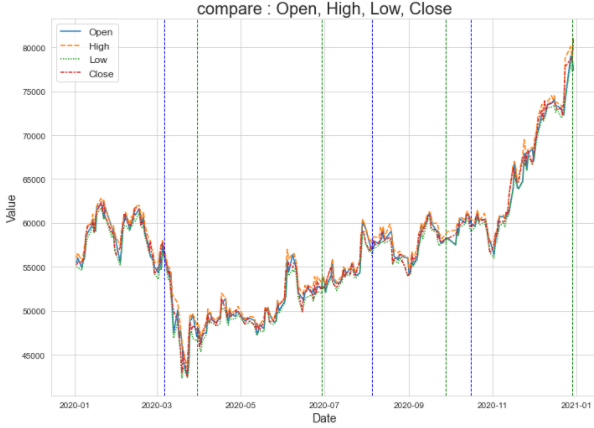 compare : Open, High, Low, Close
Open
High
Low
Close
80000
75000
70000
65000
60000
55000
50000
45000
Value
2020-01 2020-03 2020-05 2020-07 2020-09 2020-11 2021-01
Date